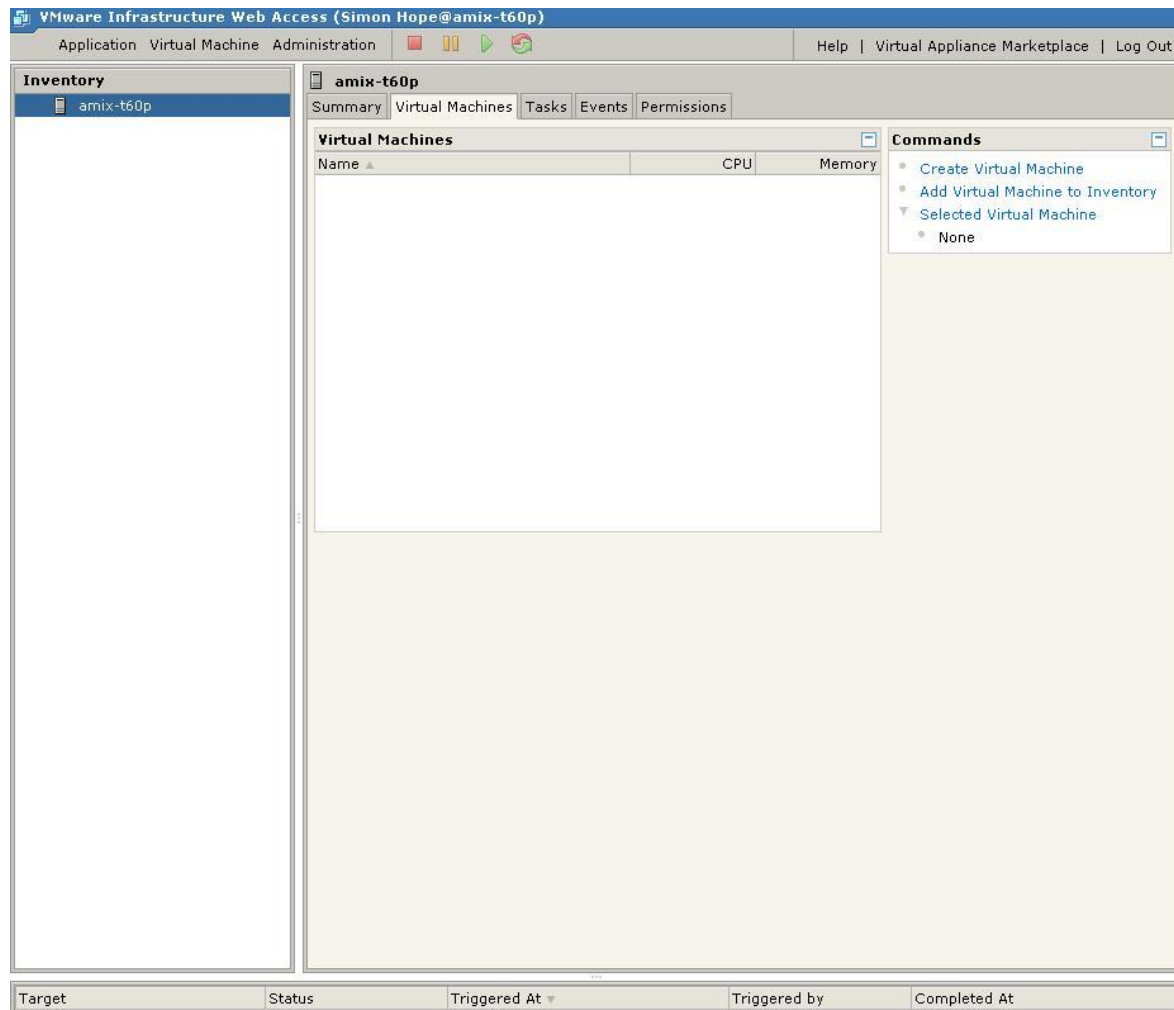 VMware Infrastructure Web Access (Simon Hope@amix-t60p)
Application Virtual Machine Administration Help | Virtual Appliance Marketplace | Log Out
Inventory
amix-t60p
amix-t60p
Summary Virtual Machines Tasks Events Permissions
Virtual Machines
Name CPU Memory
Commands
Create Virtual Machine
Add Virtual Machine to Inventory
Selected Virtual Machine
None
Target Status Triggered At Triggered by Completed At